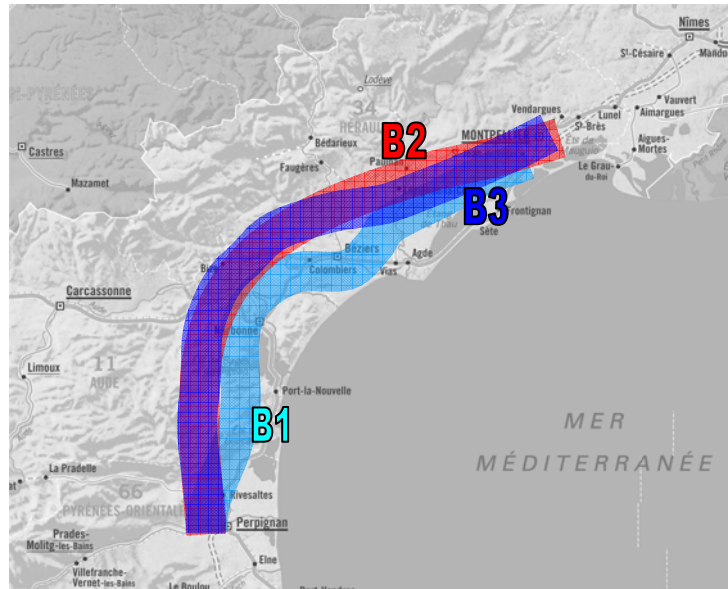 Nîmes
St-Césaire
Lodève
34
Vendargues
Lunel
Vauvert
Aimargues
St-Brès
B2
MONTPELLIER
Bédarieux
Castres
Aigues-
Mortes
Faugères
Le Grau-
du-Roi
Mazamet
B3
Frontignan
Sète
Béziers
Agde
Colombiers
Vias
Carcassonne
Limoux
11
AUDE
Port-la-Nouvelle
B1
MER
MÉDITERRANÉE
La Pradelle
66
Rivesaltes
PYRÉNÉES-ORIENTALE
Perpignan
Prades-
Molitg-les-Bains
Elne
Villefranche-
Vernet-les-Bains
Le Boulou